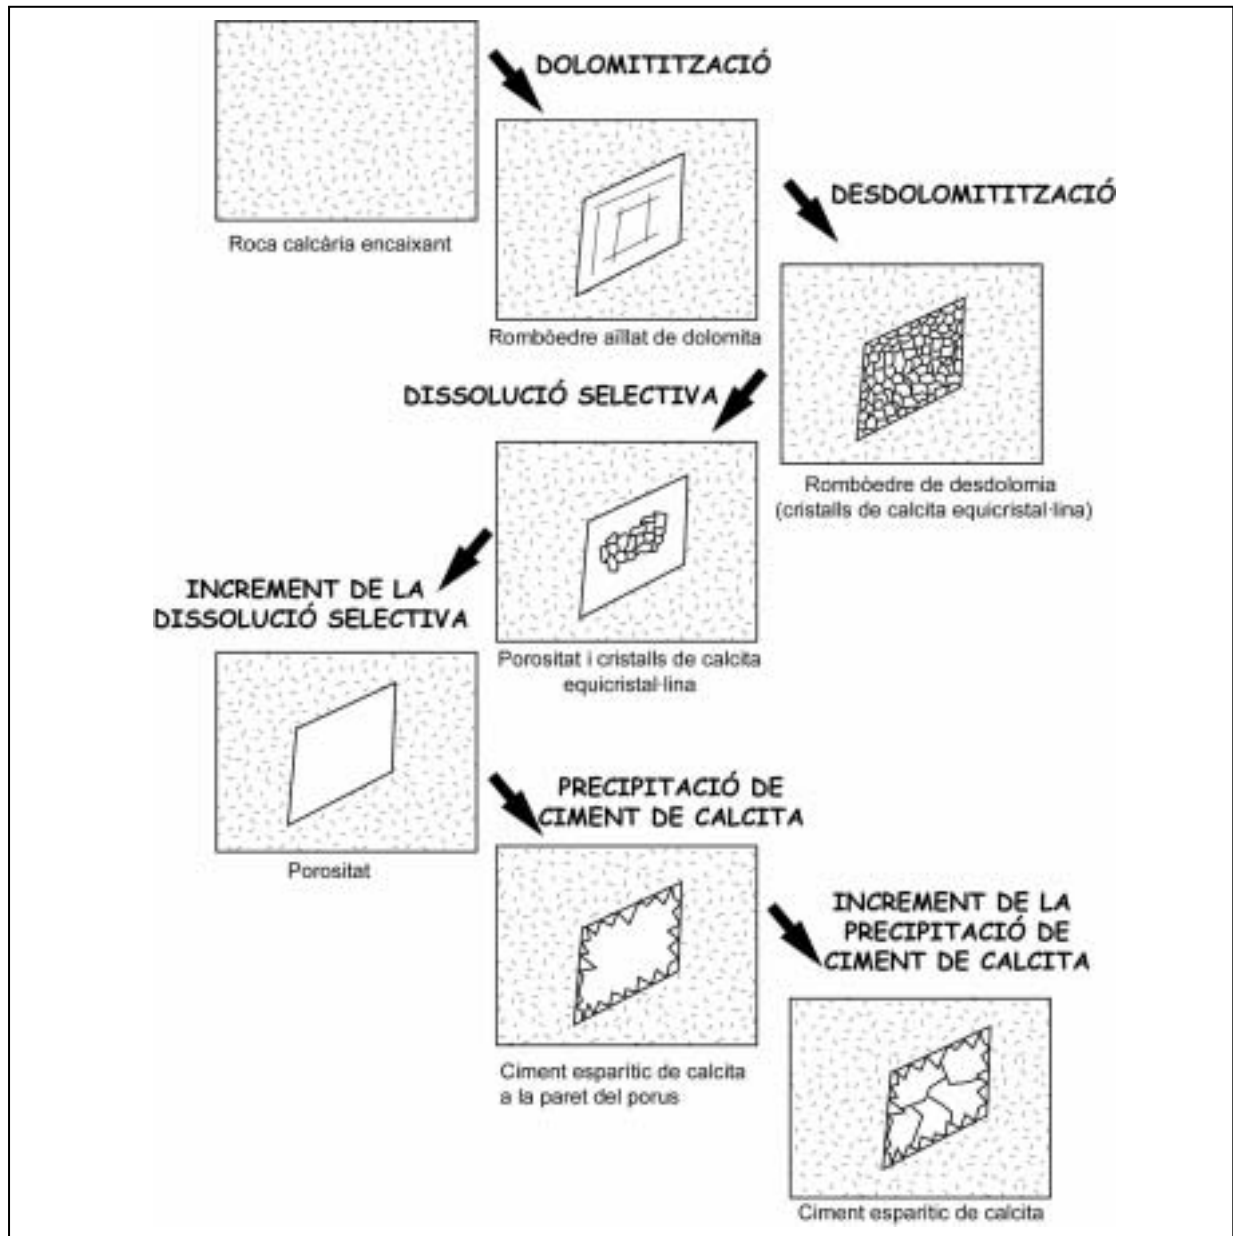 DOLOMITITZACIÓ
Roca calcària encaixant
DESDOLOMITITZACIÓ
Rombòedre aïllat de dolomita
DISSOLUCIÓ SELECTIVA
Rombòedre de desdolomia
(cristalls de calcita equicristal·lina)
INCREMENT DE LA
DISSOLUCIÓ SELECTIVA
Porositat i cristalls de calcita
equicristal·lina
Porositat
PRECIPITACIÓ DE
CIMENT DE CALCITA
Ciment esparític de calcita
a la paret del porus
INCREMENT DE LA
PRECIPITACIÓ DE
CIMENT DE CALCITA
Ciment esparític de calcita